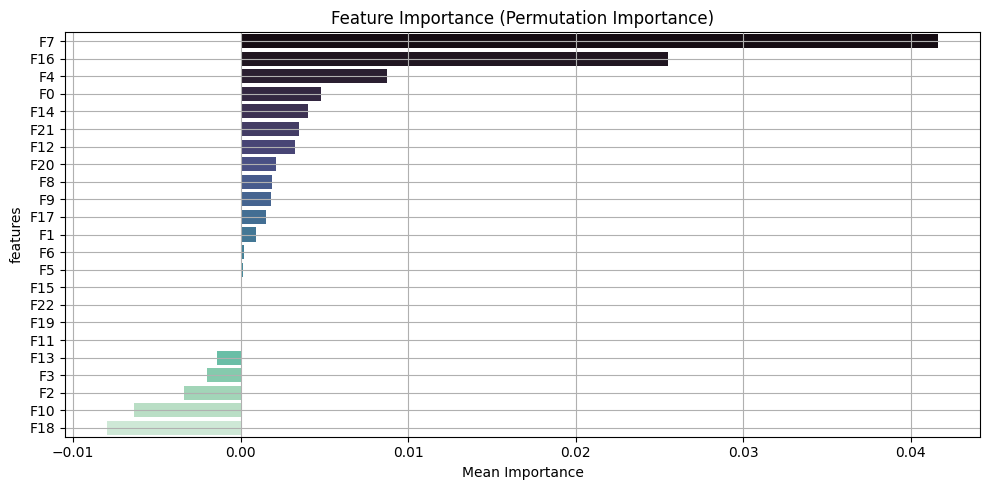 Feature Importance (Permutation Importance)
features
F7
F16
F4
F0
F14
F21
F12
F20
F8
F9
F17
F1
F6
F5
F15
F22
F19
F11
F13
F3
F2
F10
F18
−0.01 0.00 0.01 0.02 0.03 0.04
Mean Importance